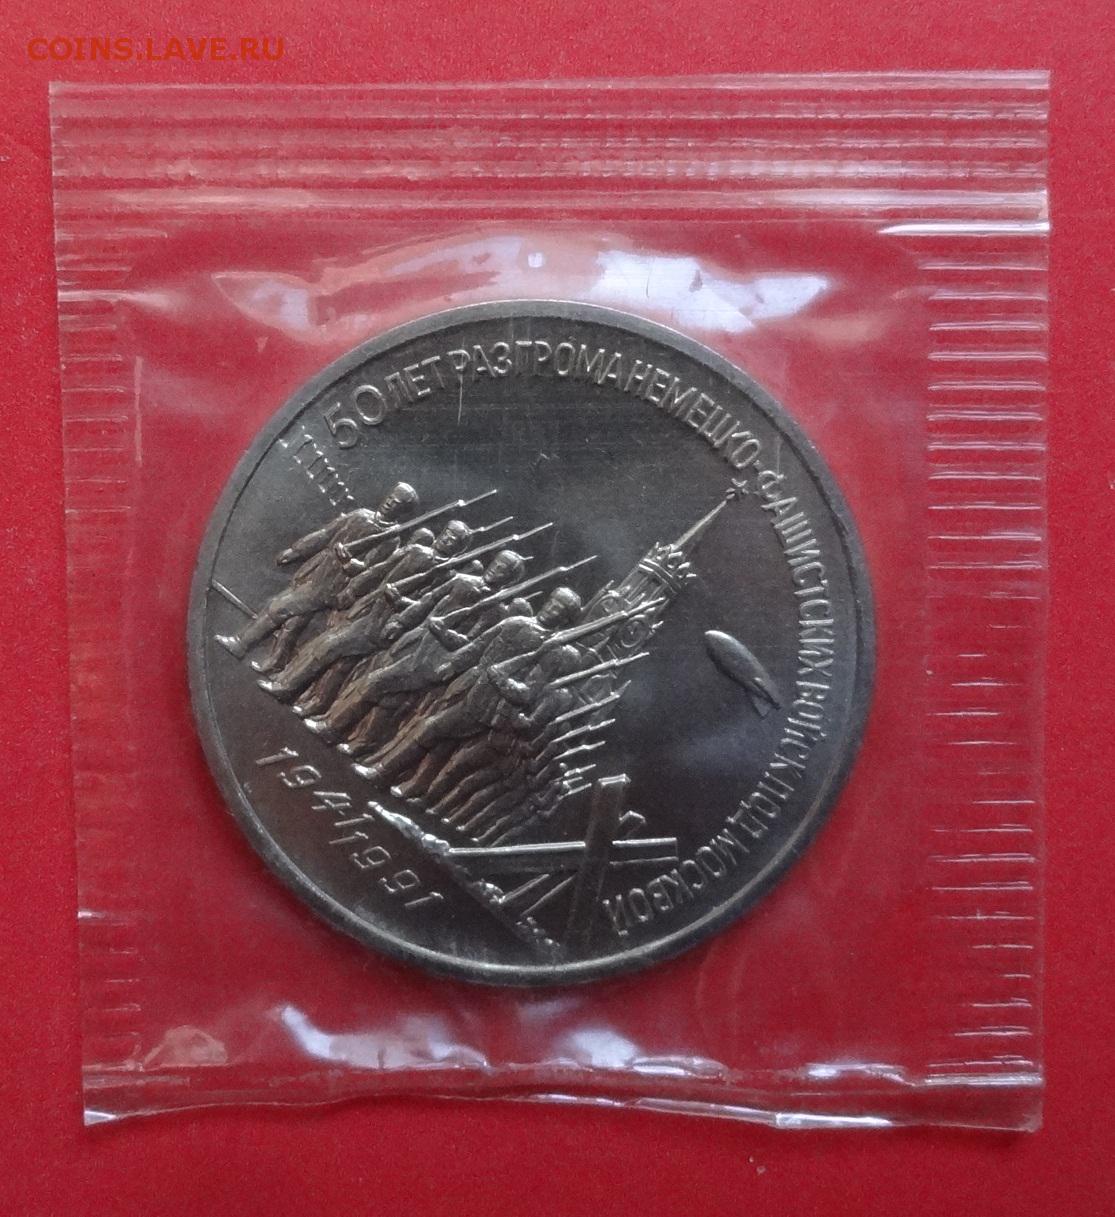 COINS.LAVE.RU
50 ЛЕТ РАЗГРОМА НЕМЕЦКО-ФАШИСТСКИХ ВОЙСК ПОД МОСКВОЙ
1941 1991